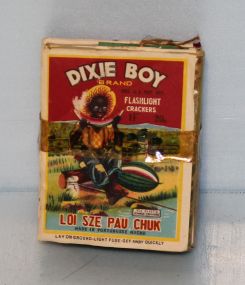 DIXIE BOY
BRAND
FLASHLIGHT
CRACKERS
LOI SZE PAU CHUK
MADE IN PORTUGUESE MACAU
LAY ON GROUND-LIGHT FUSE-GET AWAY QUICKLY